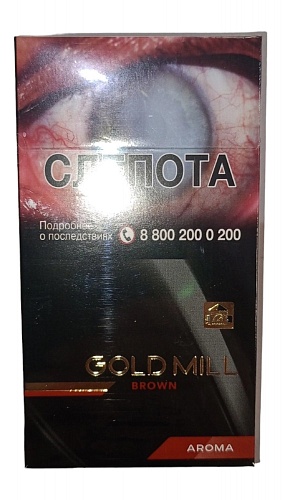 СЛЕПОТА
Подробнее
о последствиях 8 800 200 0 200
GOLD MILL
BROWN
AROMA